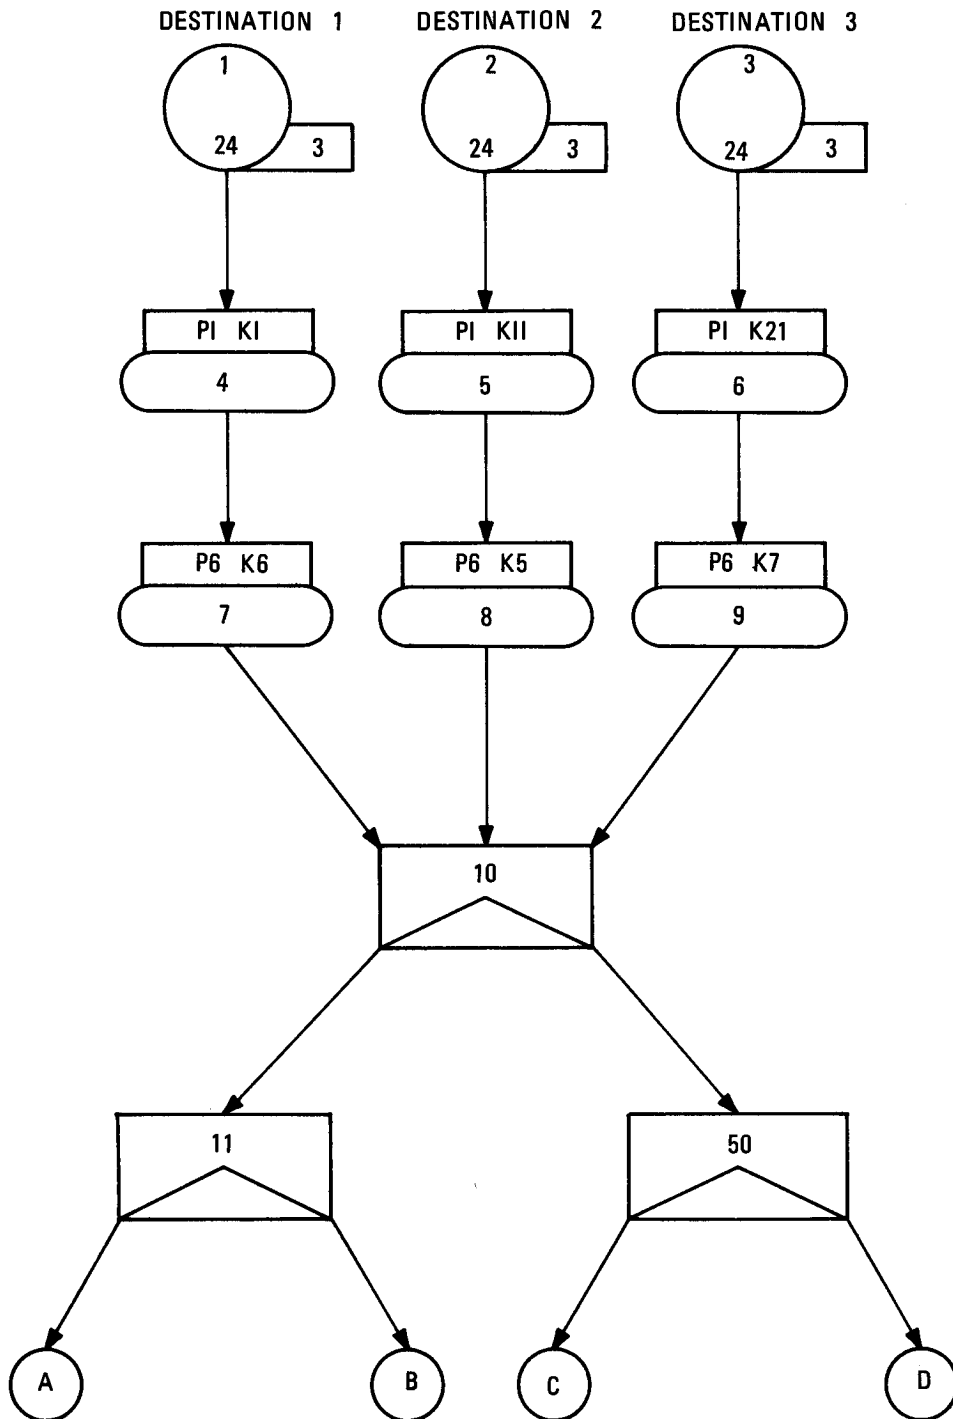 DESTINATION 1 DESTINATION 2 DESTINATION 3
1 2 3
24 3 24 3 24 3
PI KI PI KII PI K21
4 5 6
P6 K6 P6 K5 P6 K7
7 8 9
10
11 50
A B C D